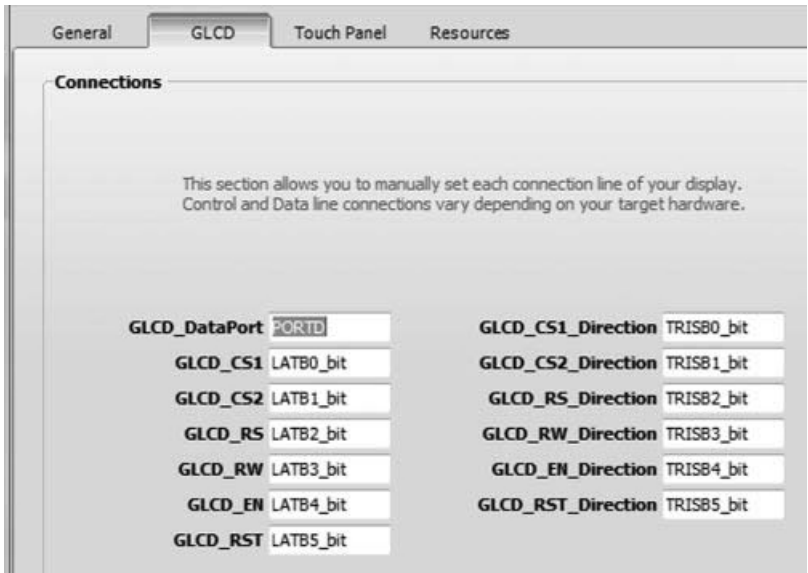 General GLCD Touch Panel Resources
Connections
This section allows you to manually set each connection line of your display.
Control and Data line connections vary depending on your target hardware.
GLCD_DataPort PORTD GLCD_CS1_Direction TRISB0_bit
GLCD_CS1 LATB0_bit GLCD_CS2_Direction TRISB1_bit
GLCD_CS2 LATB1_bit GLCD_RS_Direction TRISB2_bit
GLCD_RS LATB2_bit GLCD_RW_Direction TRISB3_bit
GLCD_RW LATB3_bit GLCD_EN_Direction TRISB4_bit
GLCD_EN LATB4_bit GLCD_RST_Direction TRISB5_bit
GLCD_RST LATB5_bit